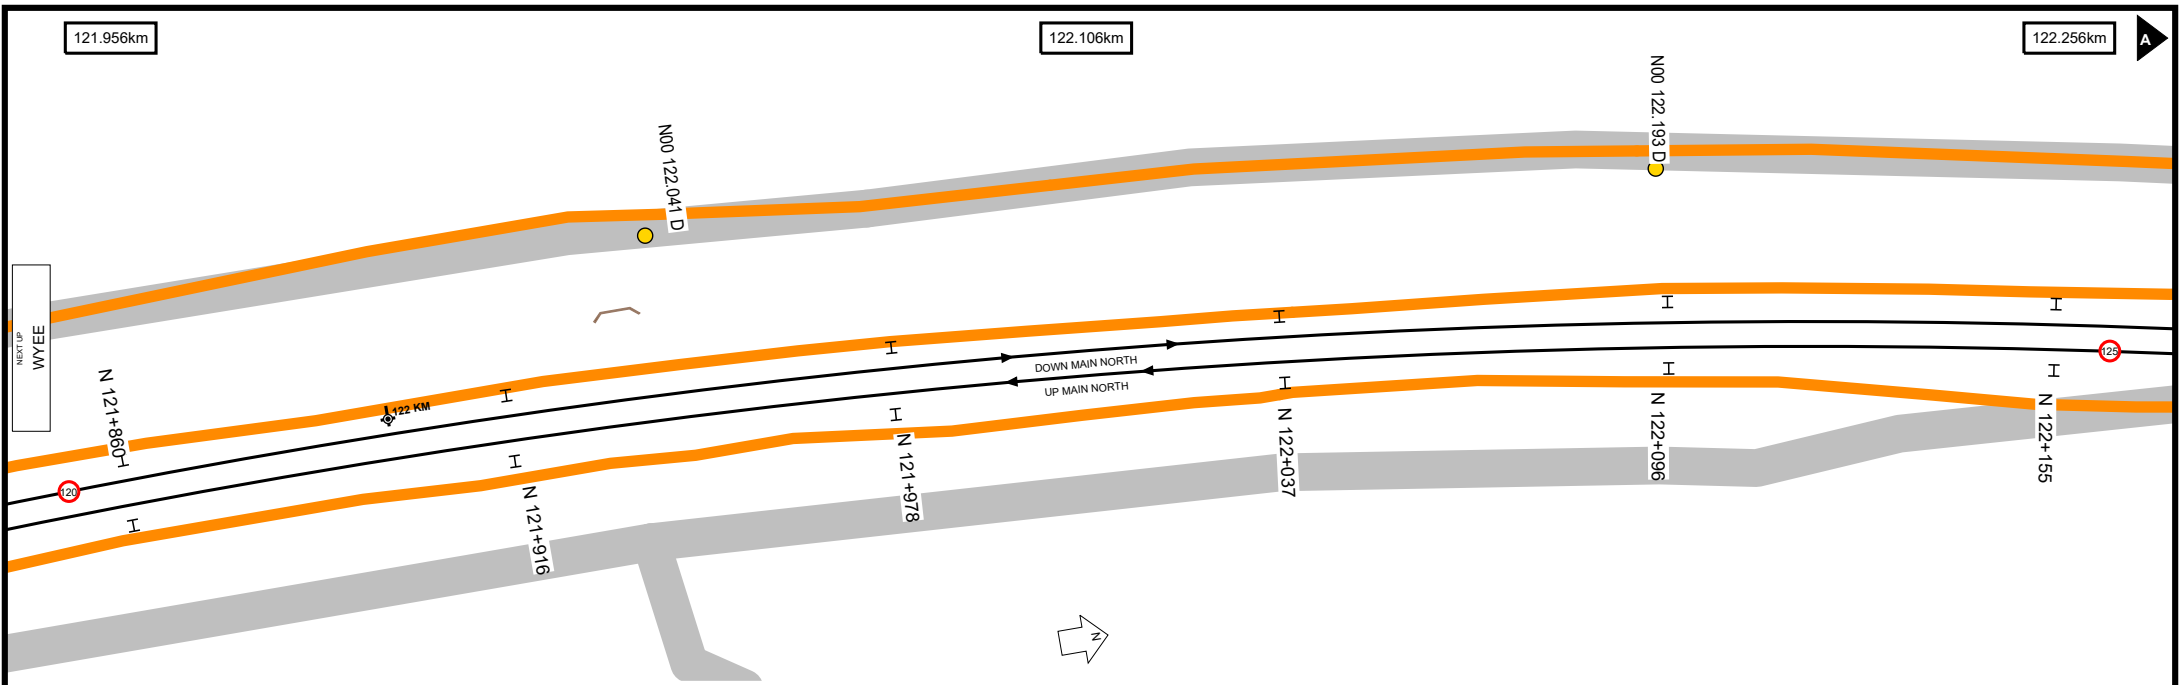 121.956km
122.106km
122.256km
A
N00 122.041 D
N00 122.193 D
NEXT UP
WYEE
N 121+860
122 KM
DOWN MAIN NORTH
UP MAIN NORTH
120
125
N 121+916
N 121+978
N 122+037
N 122+096
N 122+155
N